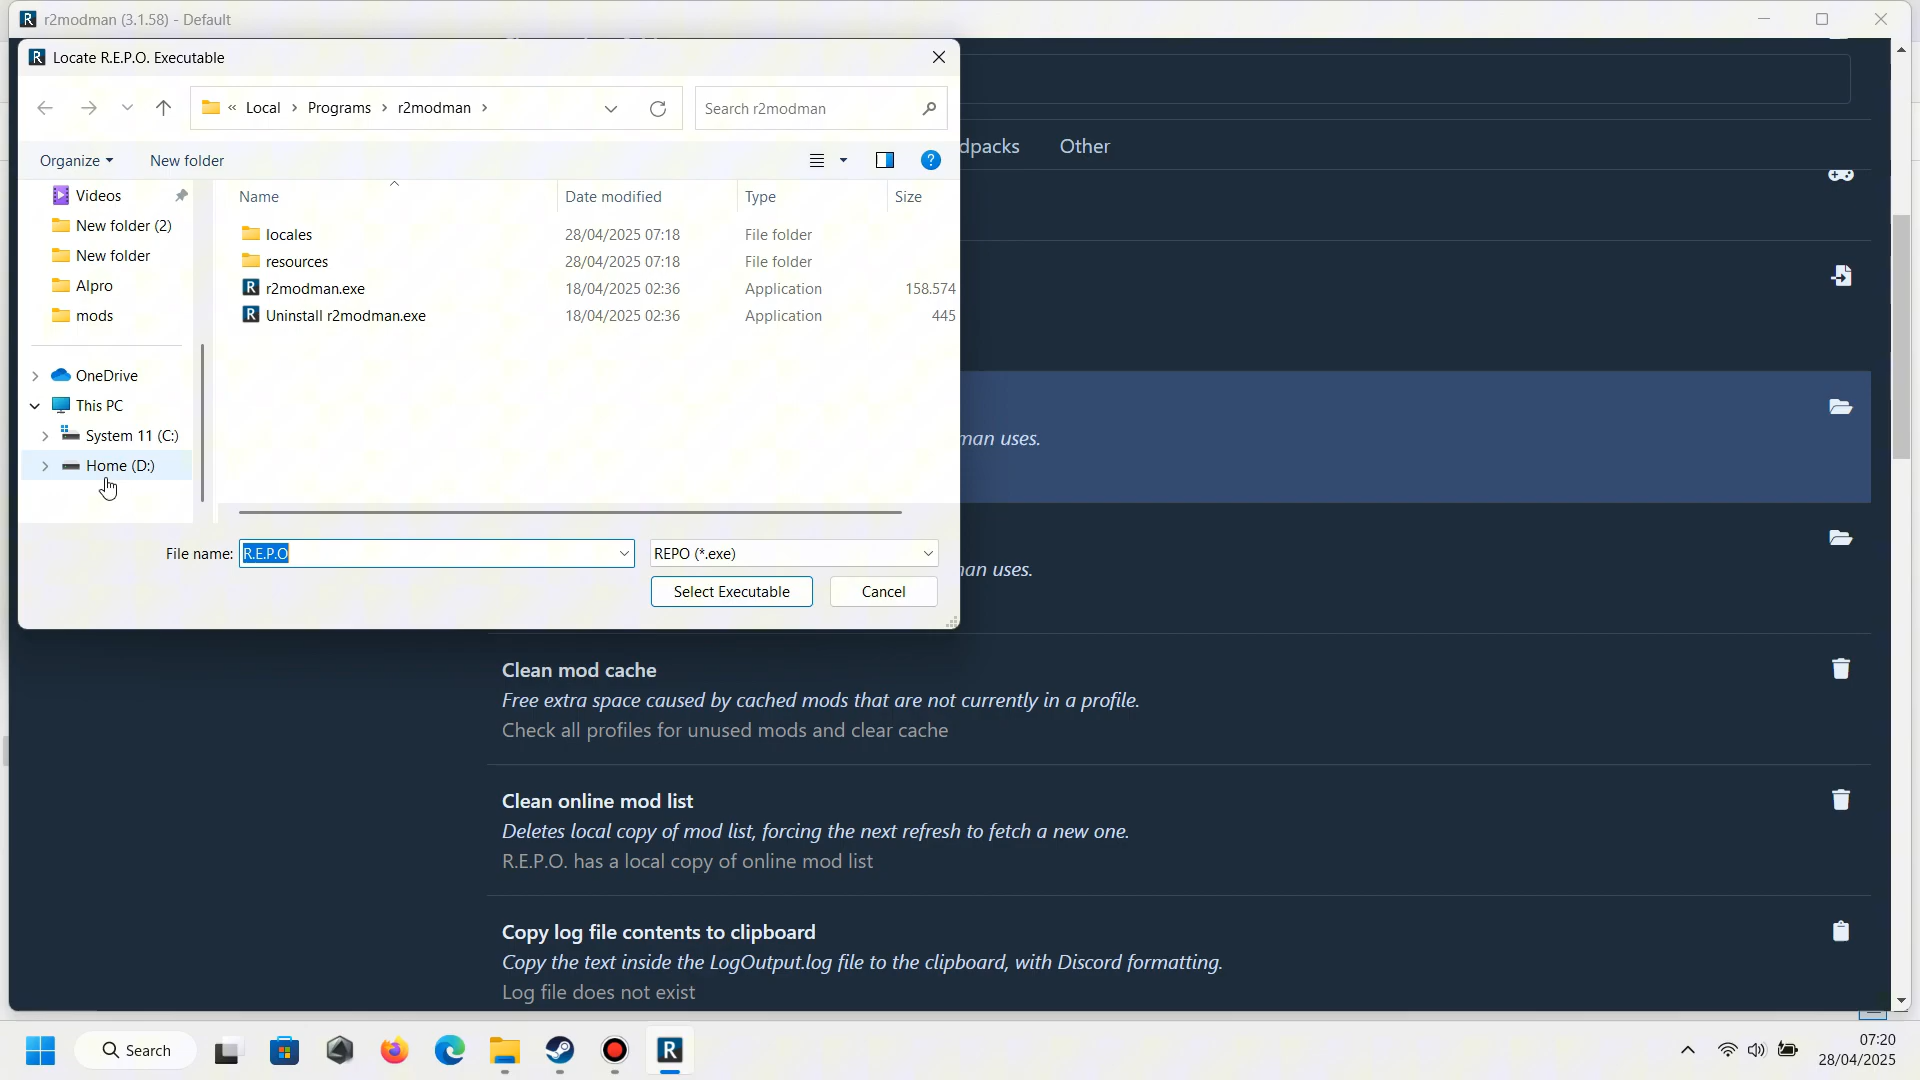 r2modman (3.1.58) - Default
Locate R.E.P.O. Executable
« Local > Programs > r2modman >
Search r2modman
Organize
New folder
dpacks
Other
Name
Date modified
Type
Size
Videos
New folder (2)
New folder
Alpro
mods
OneDrive
This PC
System 11 (C:)
Home (D:)
locales 28/04/2025 07:18 File folder
resources 28/04/2025 07:18 File folder
r2modman.exe 18/04/2025 02:36 Application 158.574
Uninstall r2modman.exe 18/04/2025 02:36 Application 445
man uses.
File name: R.E.P.O
REPO (*.exe)
Select Executable
Cancel
an uses.
Clean mod cache
Free extra space caused by cached mods that are not currently in a profile.
Check all profiles for unused mods and clear cache
Clean online mod list
Deletes local copy of mod list, forcing the next refresh to fetch a new one.
R.E.P.O. has a local copy of online mod list
Copy log file contents to clipboard
Copy the text inside the LogOutput.log file to the clipboard, with Discord formatting.
Log file does not exist
Search
07:20
28/04/2025